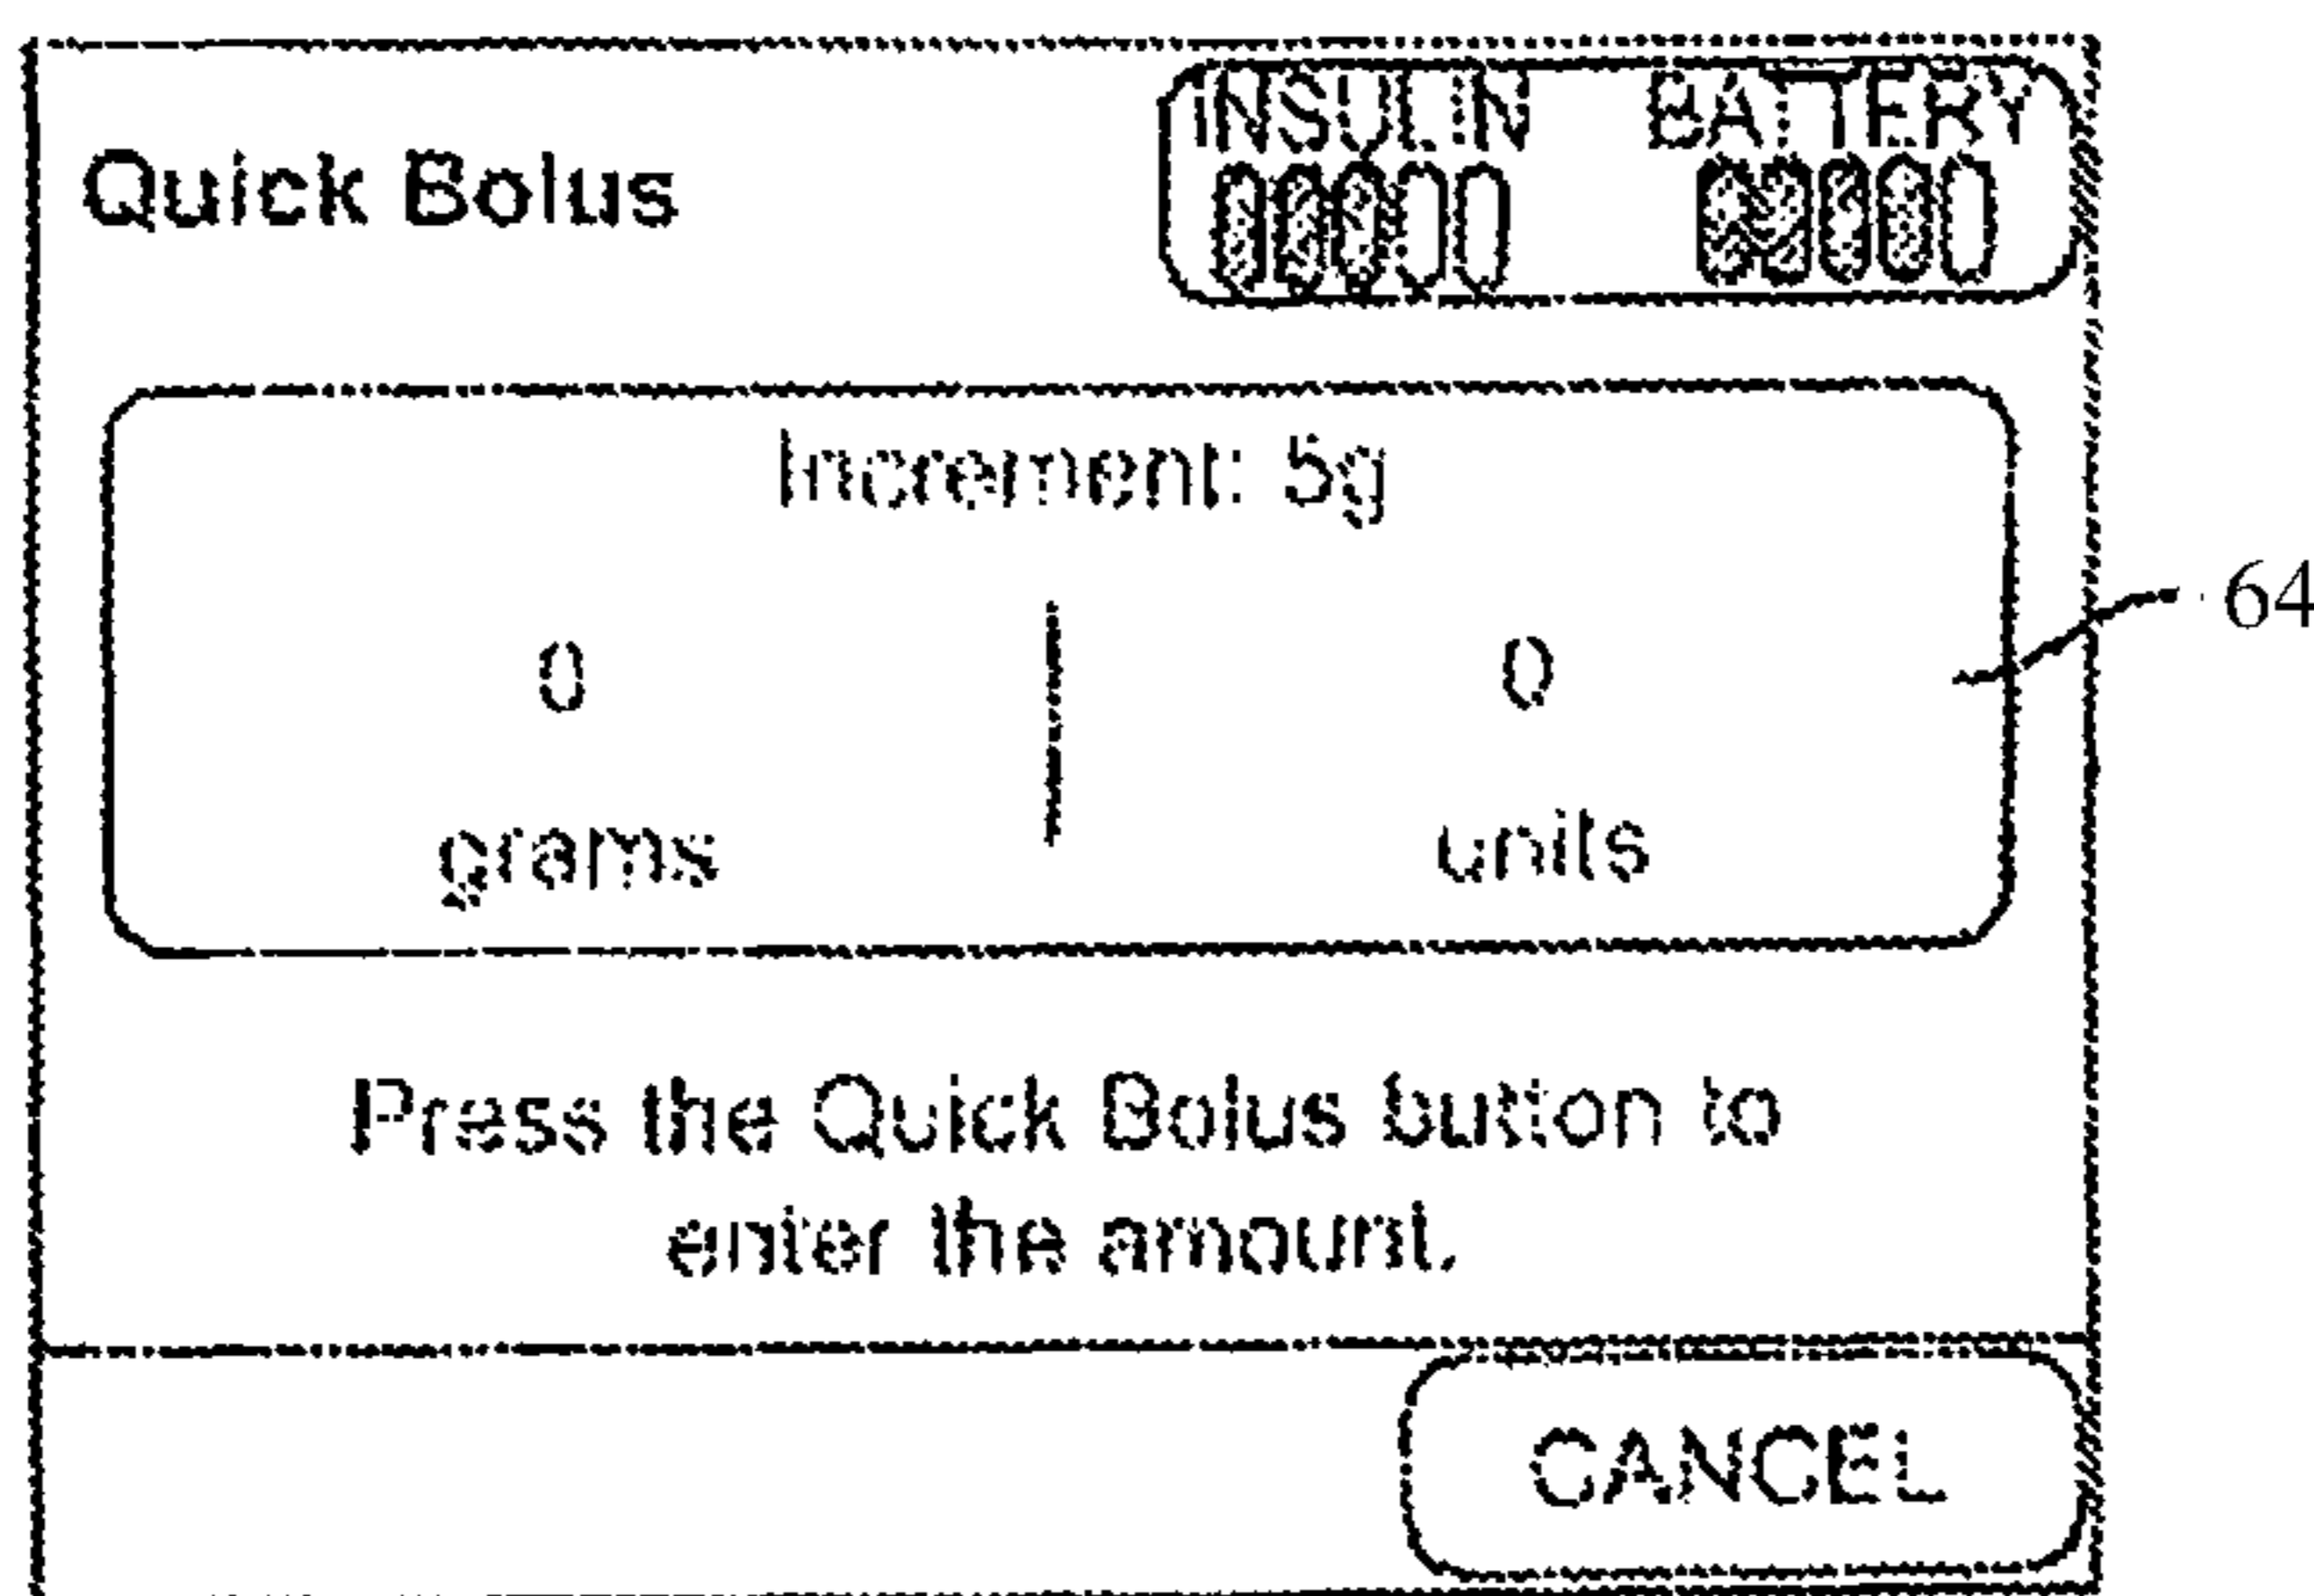 INSULIN BATTERY
Quick Bolus
Increment: 5g
0 0
64
grams units
Press the Quick Bolus button to
enter the amount.
CANCEL